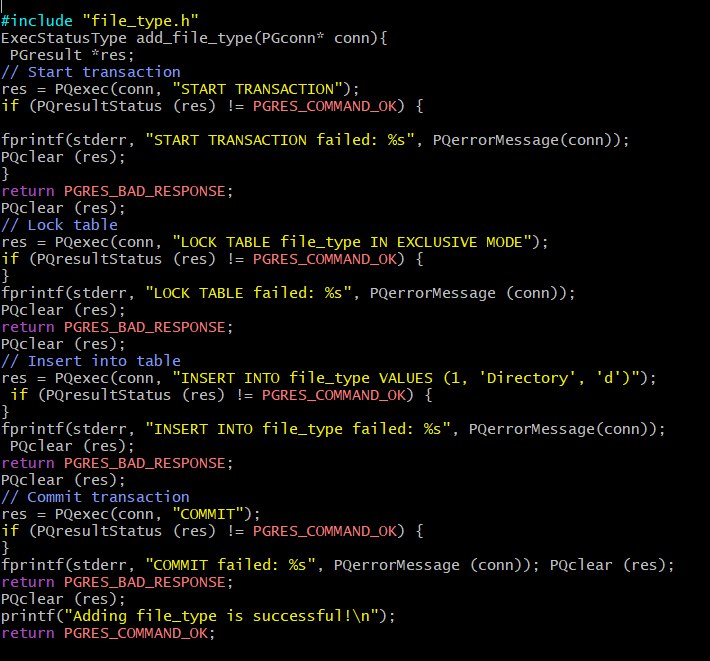 #include "file_type.h"
ExecStatusType add_file_type(PGconn* conn){
PGresult *res;
// Start transaction
res = PQexec(conn, "START TRANSACTION");
if (PQresultStatus (res) != PGRES_COMMAND_OK) {
fprintf(stderr, "START TRANSACTION failed: %s", PQerrorMessage(conn));
PQclear (res);
}
return PGRES_BAD_RESPONSE;
PQclear (res);
// Lock table
res = PQexec(conn, "LOCK TABLE file_type IN EXCLUSIVE MODE");
if (PQresultStatus (res) != PGRES_COMMAND_OK) {
}
fprintf(stderr, "LOCK TABLE failed: %s", PQerrorMessage (conn));
PQclear (res);
return PGRES_BAD_RESPONSE;
PQclear (res);
// Insert into table
res = PQexec(conn, "INSERT INTO file_type VALUES (1, 'Directory', 'd')");
if (PQresultStatus (res) != PGRES_COMMAND_OK) {
}
fprintf(stderr, "INSERT INTO file_type failed: %s", PQerrorMessage(conn));
PQclear (res);
return PGRES_BAD_RESPONSE;
PQclear (res);
// Commit transaction
res = PQexec(conn, "COMMIT");
if (PQresultStatus (res) != PGRES_COMMAND_OK) {
}
fprintf(stderr, "COMMIT failed: %s", PQerrorMessage (conn)); PQclear (res);
return PGRES_BAD_RESPONSE;
PQclear (res);
printf("Adding file_type is successful!\n");
return PGRES_COMMAND_OK;